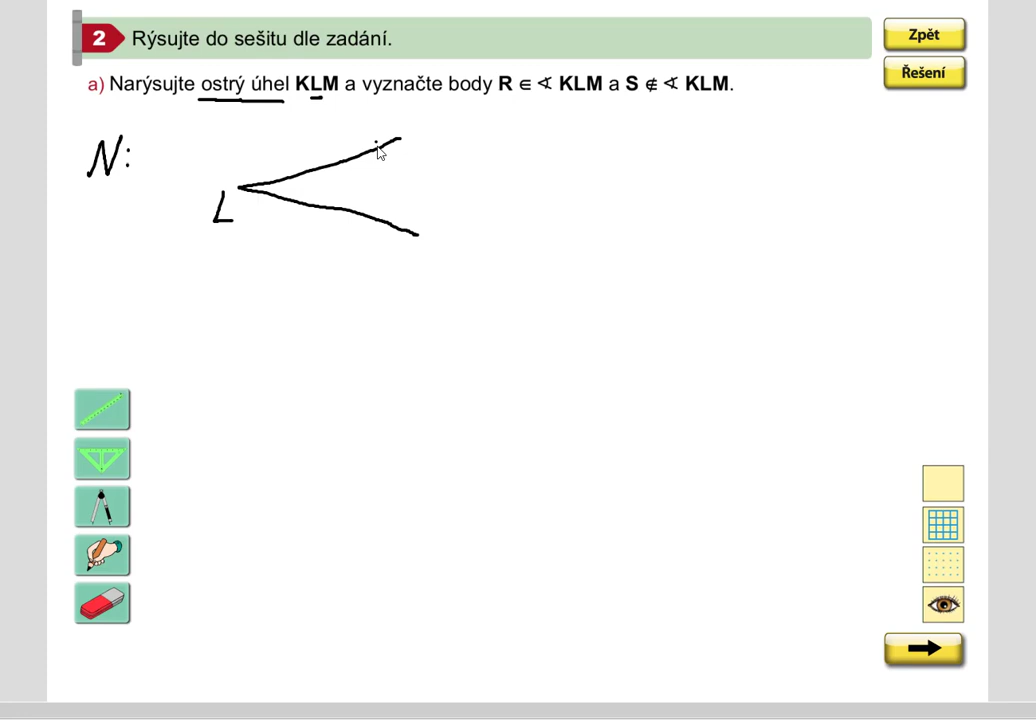 2 Rýsujte do sešitu dle zadání.
Zpět
Řešení
a) Narýsujte ostrý úhel KLM a vyznačte body R ∈ ∢ KLM a S ∉ ∢ KLM.
N:
L